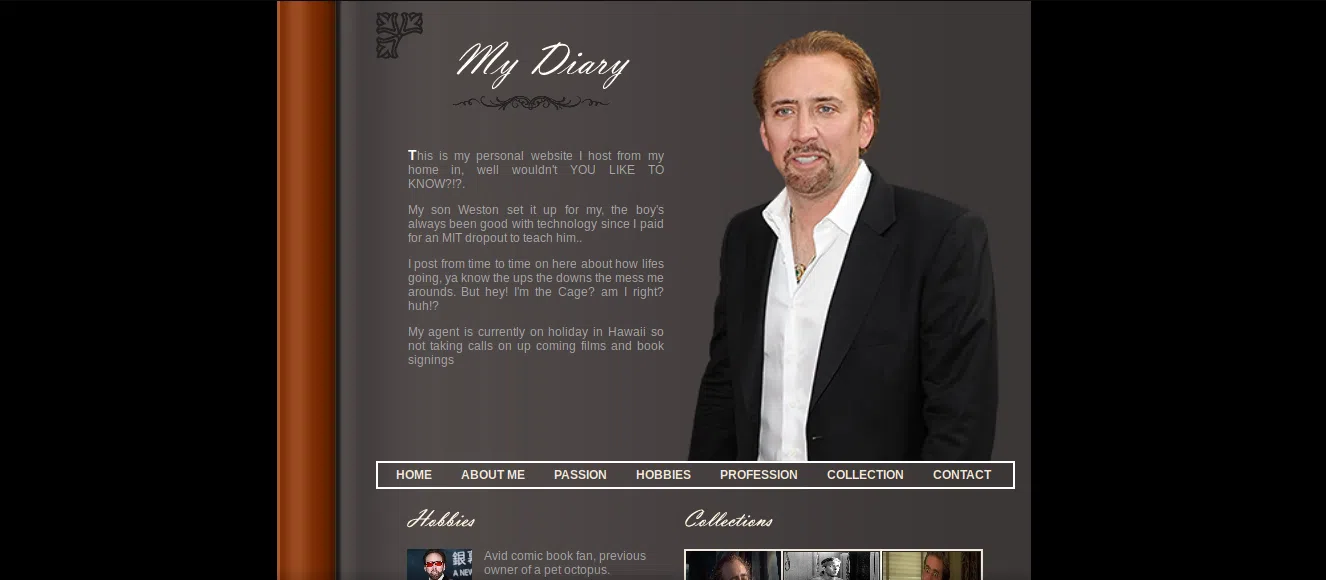 My Diary
This is my personal website I host from my
home in, well wouldn't YOU LIKE TO
KNOW?!?.
My son Weston set it up for my, the boy's
always been good with technology since I paid
for an MIT dropout to teach him..
I post from time to time on here about how lifes
going, ya know the ups the downs the mess me
arounds. But hey! I'm the Cage? am I right?
huh!?
My agent is currently on holiday in Hawaii so
not taking calls on up coming films and book
signings
HOME ABOUT ME PASSION HOBBIES PROFESSION COLLECTION CONTACT
Hobbies
Collections
銀
A NEW
Avid comic book fan, previous
owner of a pet octopus.